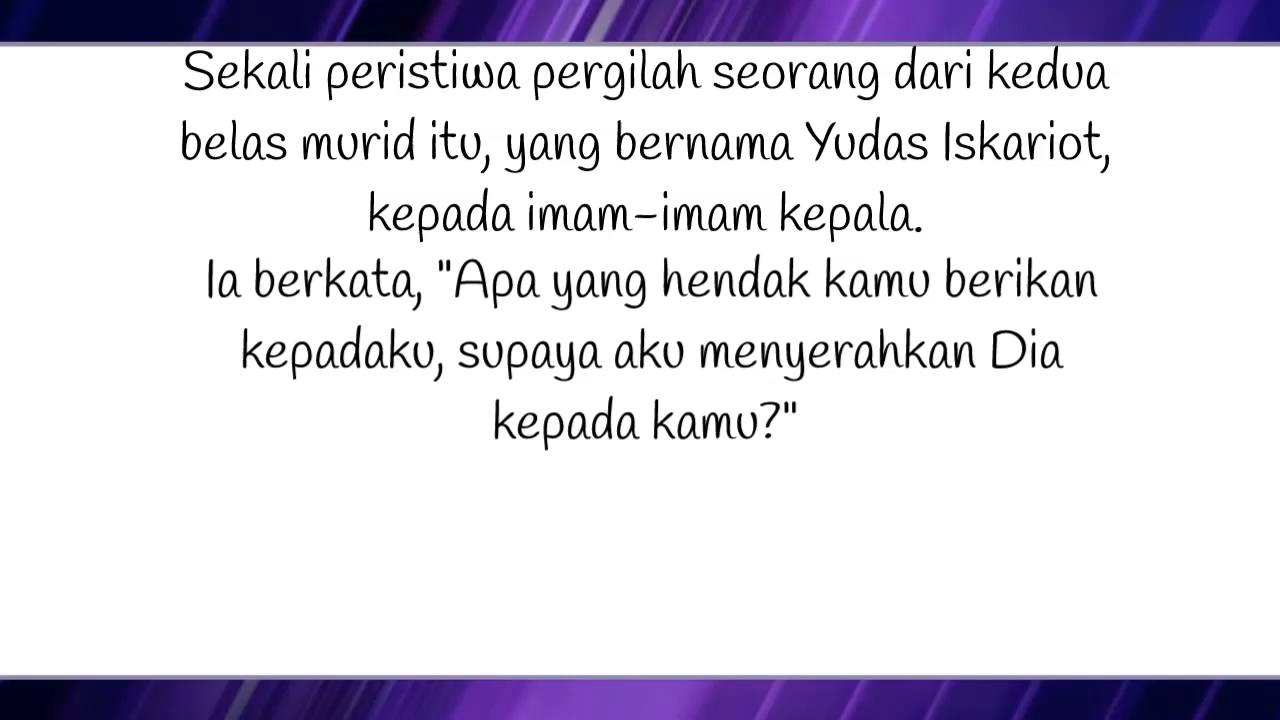 Sekali peristiwa pergilah seorang dari kedua
belas murid itu, yang bernama Yudas Iskariot,
kepada imam-imam kepala.
Ia berkata, "Apa yang hendak kamu berikan
kepadaku, supaya aku menyerahkan Dia
kepada kamu?"